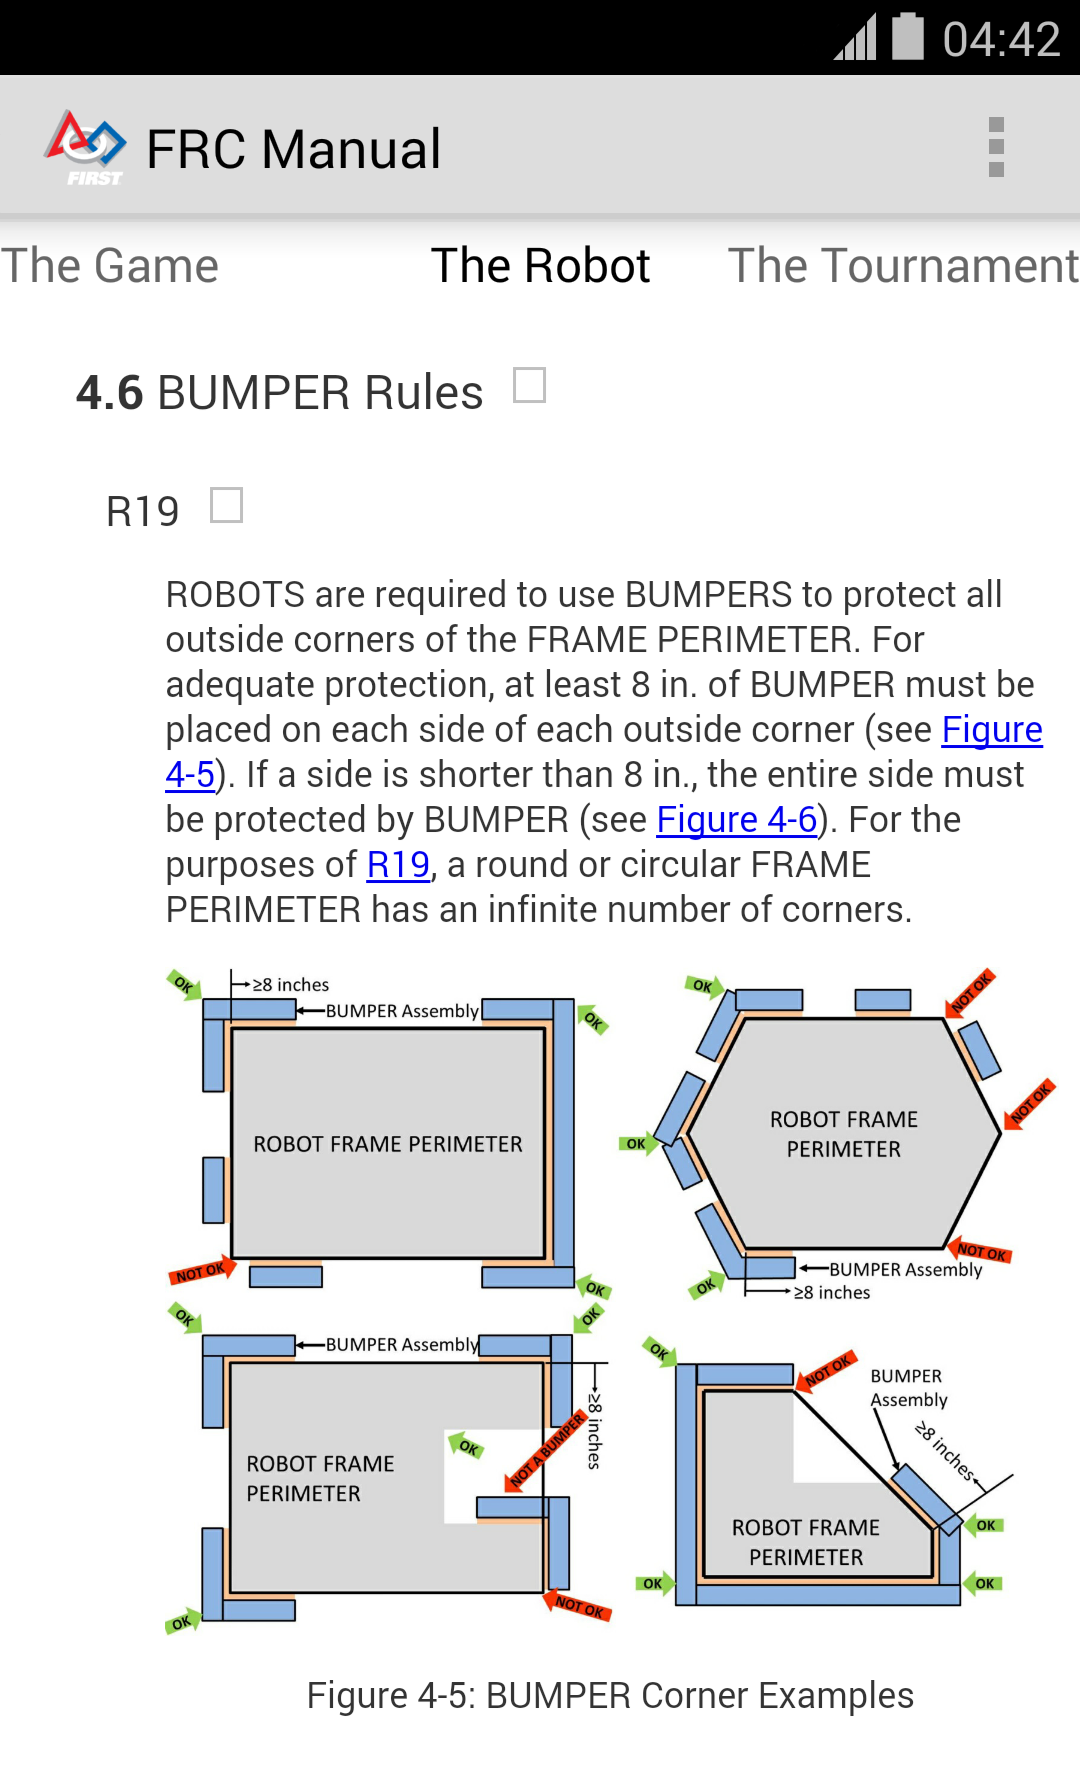 04:42
FIRST
FRC Manual
The Game
The Robot
The Tournament
4.6 BUMPER Rules
R19
ROBOTS are required to use BUMPERS to protect all
outside corners of the FRAME PERIMETER. For
adequate protection, at least 8 in. of BUMPER must be
placed on each side of each outside corner (see Figure
4-5). If a side is shorter than 8 in., the entire side must
be protected by BUMPER (see Figure 4-6). For the
purposes of R19, a round or circular FRAME
PERIMETER has an infinite number of corners.
OK
≥8 inches
BUMPER Assembly
OK
ROBOT FRAME PERIMETER
NOT OK
OK
OK
NOT OK
NOT OK
ROBOT FRAME
PERIMETER
OK
NOT OK
BUMPER Assembly
≥8 inches
OK
OK
OK
BUMPER Assembly
≥8 inches
OK
NOT A BUMPER
ROBOT FRAME
PERIMETER
OK
NOT OK
OK
NOT OK
BUMPER
Assembly
≥8 inches
OK
ROBOT FRAME
PERIMETER
OK
OK
Figure 4-5: BUMPER Corner Examples